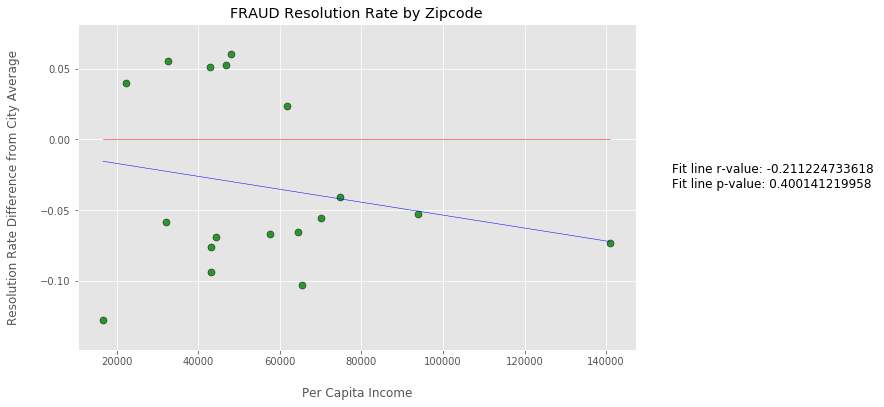 FRAUD Resolution Rate by Zipcode
Resolution Rate Difference from City Average
0.05
0.00
−0.05
−0.10
20000 40000 60000 80000 100000 120000 140000
Per Capita Income
Fit line r-value: -0.211224733618
Fit line p-value: 0.400141219958